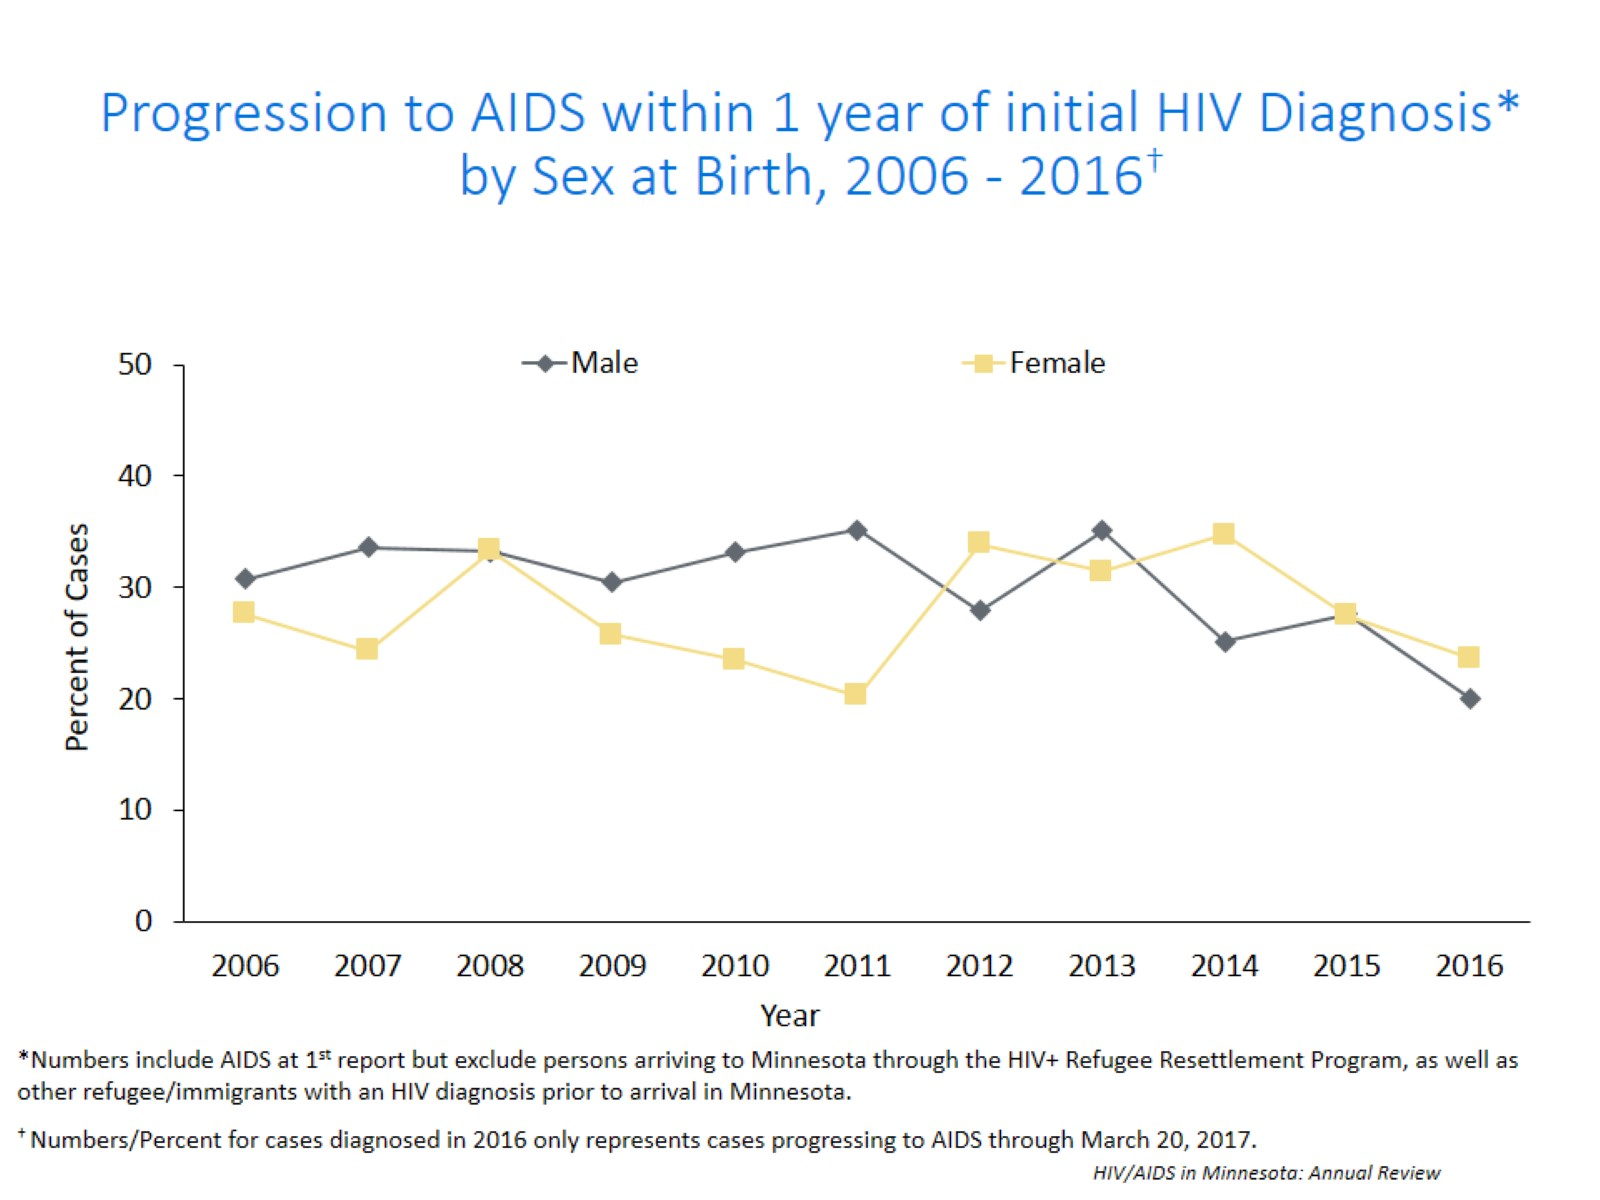 Progression to AIDS within 1 year of initial HIV Diagnosis*
by Sex at Birth, 2006 - 2016†
Male
Female
50
40
30
20
10
0
Percent of Cases
2006 2007 2008 2009 2010 2011 2012 2013 2014 2015 2016
Year
*Numbers include AIDS at 1st report but exclude persons arriving to Minnesota through the HIV+ Refugee Resettlement Program, as well as
other refugee/immigrants with an HIV diagnosis prior to arrival in Minnesota.
† Numbers/Percent for cases diagnosed in 2016 only represents cases progressing to AIDS through March 20, 2017.
HIV/AIDS in Minnesota: Annual Review